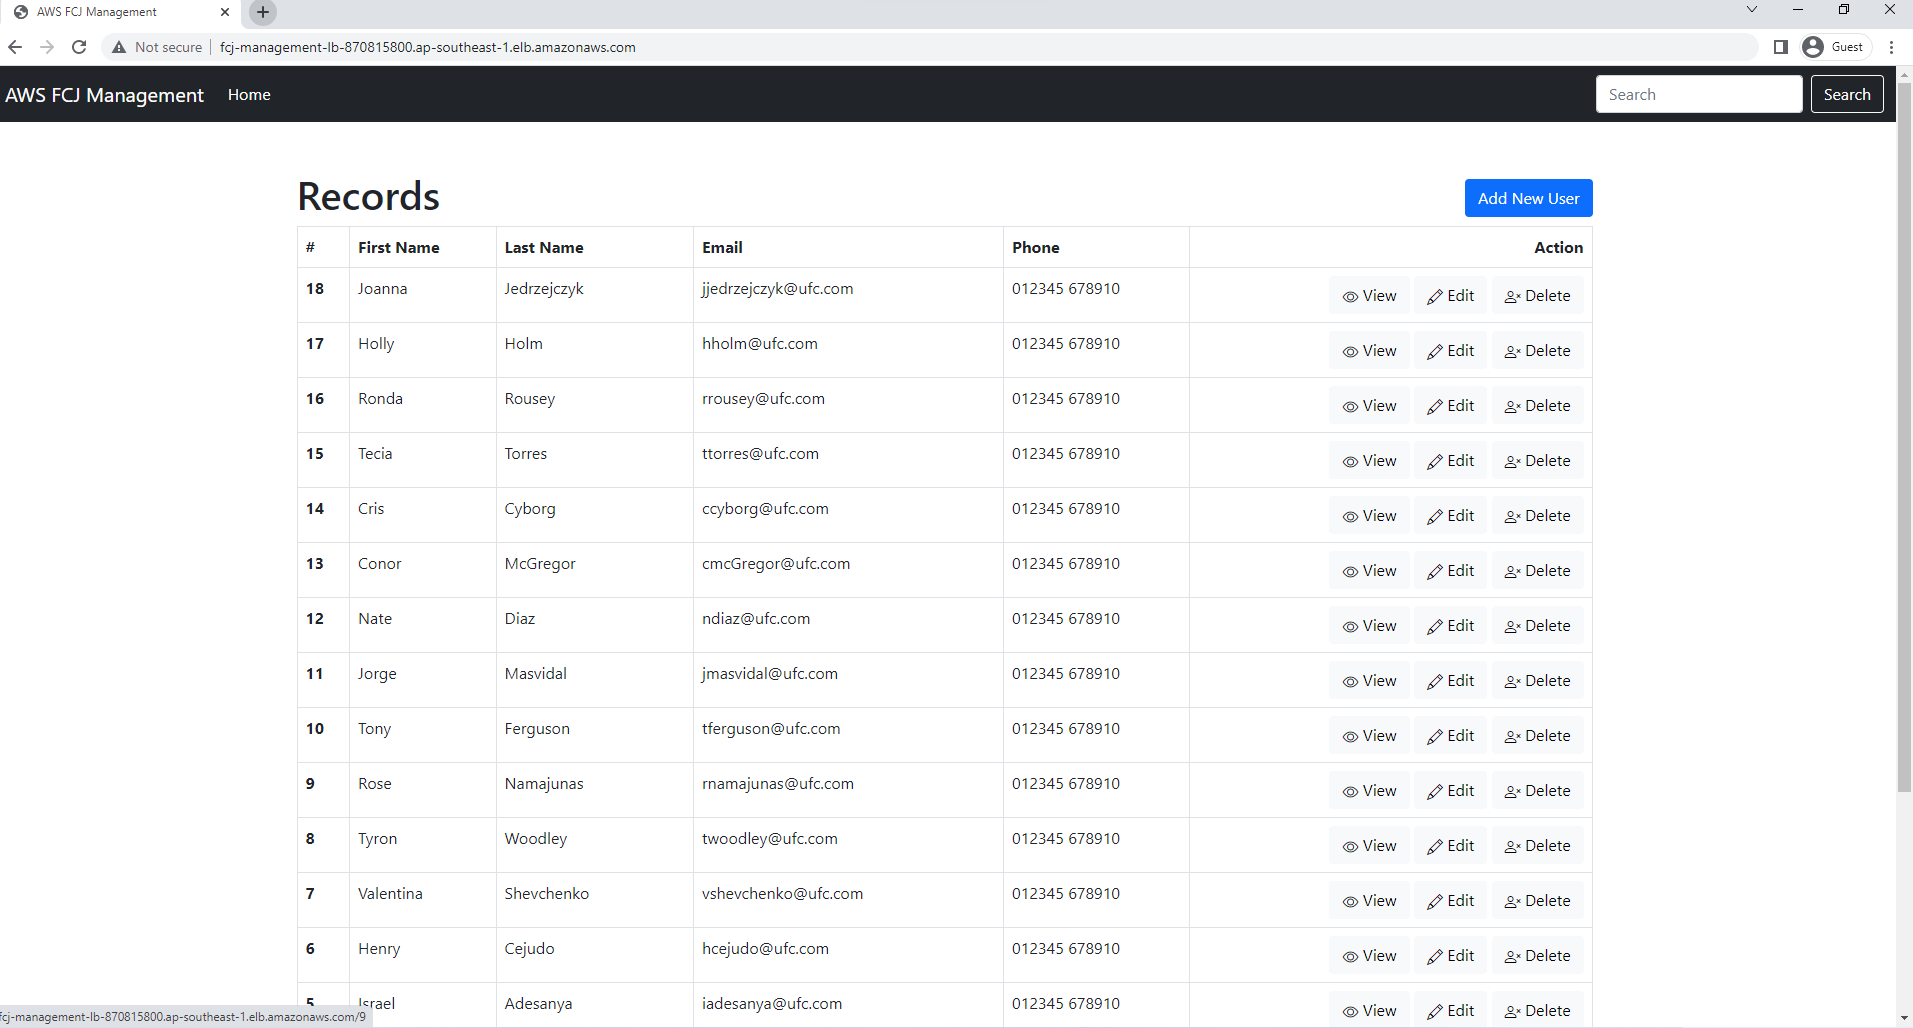 AWS FCJ Management
Not secure fcj-management-lb-870815800.ap-southeast-1.elb.amazonaws.com Guest
AWS FCJ Management Home Search Search
Records Add New User
# First Name Last Name Email Phone Action
18 Joanna Jedrzejczyk jjedrzejczyk@ufc.com 012345 678910 View Edit Delete
17 Holly Holm hholm@ufc.com 012345 678910 View Edit Delete
16 Ronda Rousey rrousey@ufc.com 012345 678910 View Edit Delete
15 Tecia Torres ttorres@ufc.com 012345 678910 View Edit Delete
14 Cris Cyborg ccyborg@ufc.com 012345 678910 View Edit Delete
13 Conor McGregor cmcGregor@ufc.com 012345 678910 View Edit Delete
12 Nate Diaz ndiaz@ufc.com 012345 678910 View Edit Delete
11 Jorge Masvidal jmasvidal@ufc.com 012345 678910 View Edit Delete
10 Tony Ferguson tferguson@ufc.com 012345 678910 View Edit Delete
9 Rose Namajunas rnamajunas@ufc.com 012345 678910 View Edit Delete
8 Tyron Woodley twoodley@ufc.com 012345 678910 View Edit Delete
7 Valentina Shevchenko vshevchenko@ufc.com 012345 678910 View Edit Delete
6 Henry Cejudo hcejudo@ufc.com 012345 678910 View Edit Delete
5 Israel Adesanya iadesanya@ufc.com 012345 678910 View Edit Delete
fcj-management-lb-870815800.ap-southeast-1.elb.amazonaws.com/9